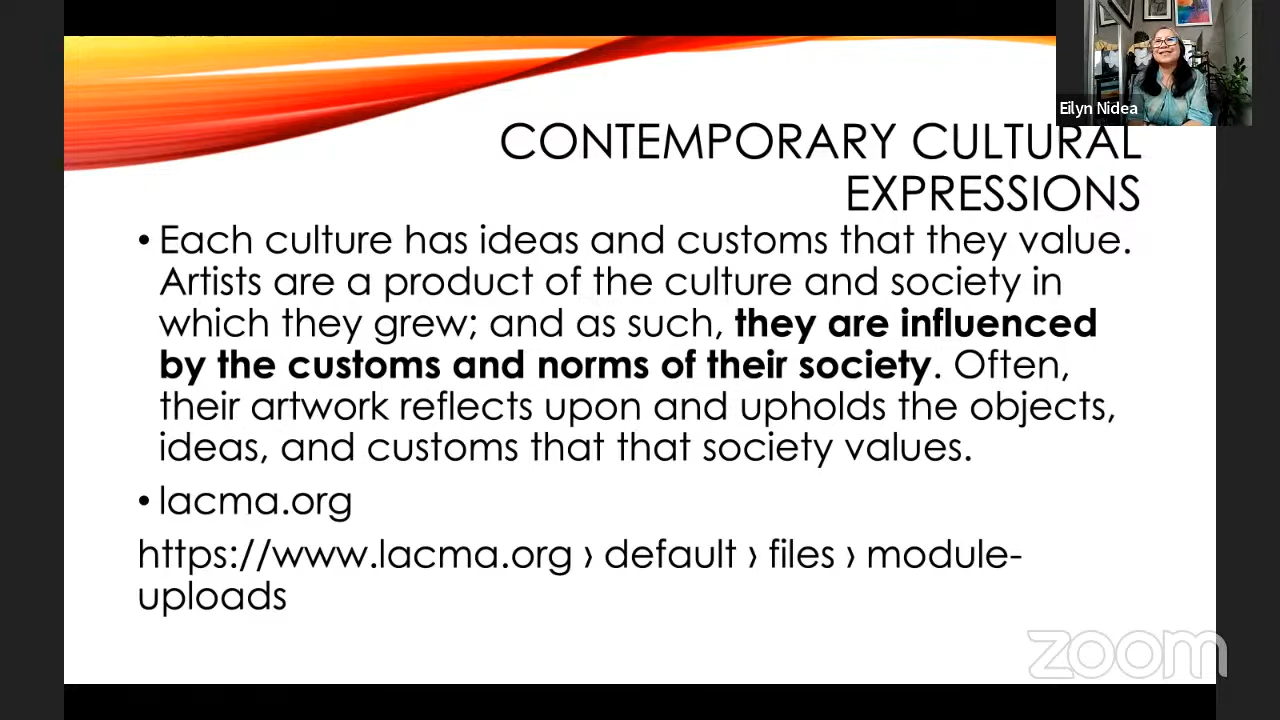 Eilyn Nidea
CONTEMPORARY CULTURAL
EXPRESSIONS
• Each culture has ideas and customs that they value.
Artists are a product of the culture and society in
which they grew; and as such, they are influenced
by the customs and norms of their society. Often,
their artwork reflects upon and upholds the objects,
ideas, and customs that that society values.
• lacma.org
https://www.lacma.org › default › files › module-
uploads
zoom